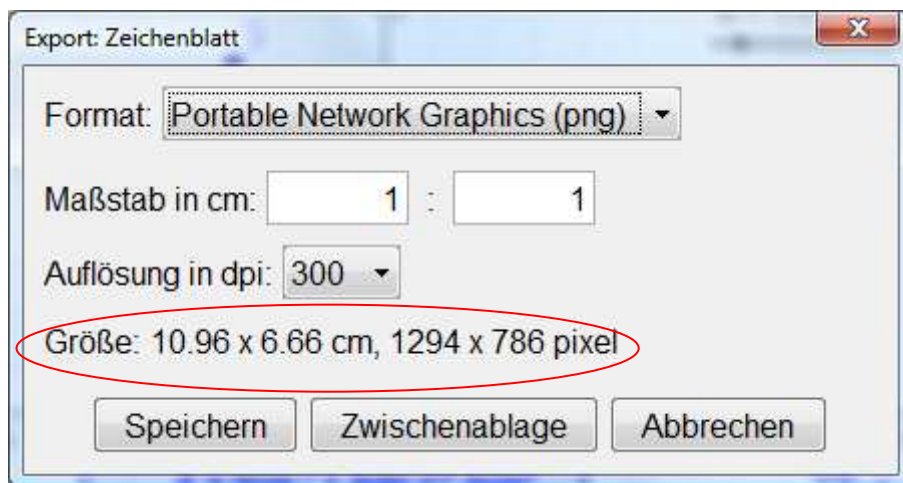 Export: Zeichenblatt
Format: Portable Network Graphics (png)
Maßstab in cm: 1 : 1
Auflösung in dpi: 300
Größe: 10.96 x 6.66 cm, 1294 x 786 pixel
Speichern Zwischenablage Abbrechen